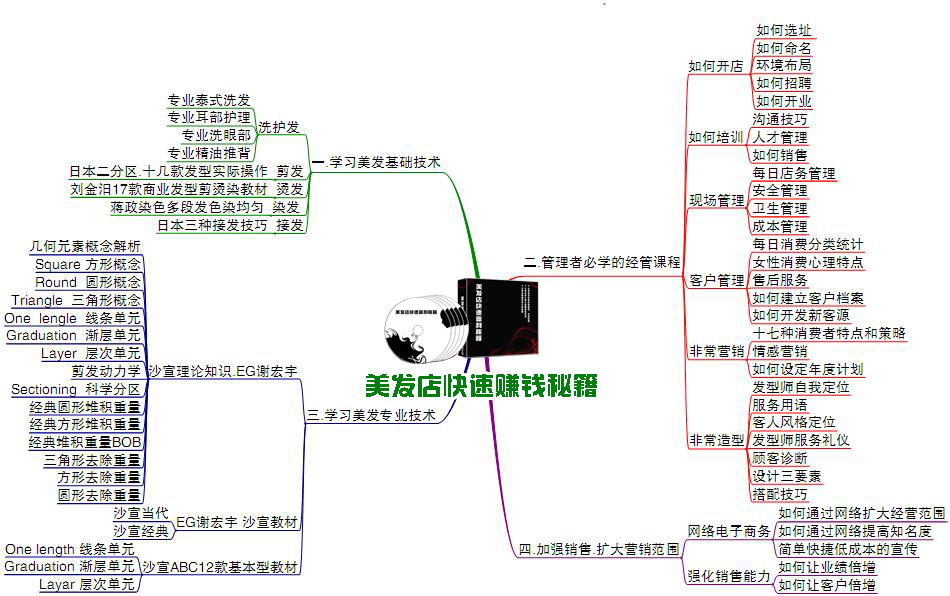 美发店快速赚钱秘籍
一.学习美发基础技术
洗护发
专业泰式洗发
专业耳部护理
专业洗眼部
专业精油推背
剪发
日本二分区.十几款发型实际操作
烫发
刘金汨17款商业发型剪烫染教材
染发
蒋政染色多段发色染均匀
接发
日本三种接发技巧
二.管理者必学的经管课程
如何开店
如何选址
如何命名
环境布局
如何招聘
如何开业
如何培训
沟通技巧
人才管理
如何销售
现场管理
每日店务管理
安全管理
卫生管理
成本管理
客户管理
每日消费分类统计
女性消费心理特点
售后服务
如何建立客户档案
如何开发新客源
非常营销
十七种消费者特点和策略
情感营销
如何设定年度计划
非常造型
发型师自我定位
服务用语
客人风格定位
发型师服务礼仪
顾客诊断
设计三要素
搭配技巧
三.学习美发专业技术
沙宣理论知识.EG谢宏宇
几何元素概念解析
Square 方形概念
Round 圆形概念
Triangle 三角形概念
One lengle 线条单元
Graduation 渐层单元
Layer 层次单元
剪发动力学
Sectioning 科学分区
经典圆形堆积重量
经典方形堆积重量
经典堆积重量BOB
三角形去除重量
方形去除重量
圆形去除重量
EG谢宏宇 沙宣教材
沙宣当代
沙宣经典
沙宣ABC12款基本型教材
One length 线条单元
Graduation 渐层单元
Layar 层次单元
四.加强销售.扩大营销范围
网络电子商务
如何通过网络扩大经营范围
如何通过网络提高知名度
简单快捷低成本的宣传
强化销售能力
如何让业绩倍增
如何让客户倍增